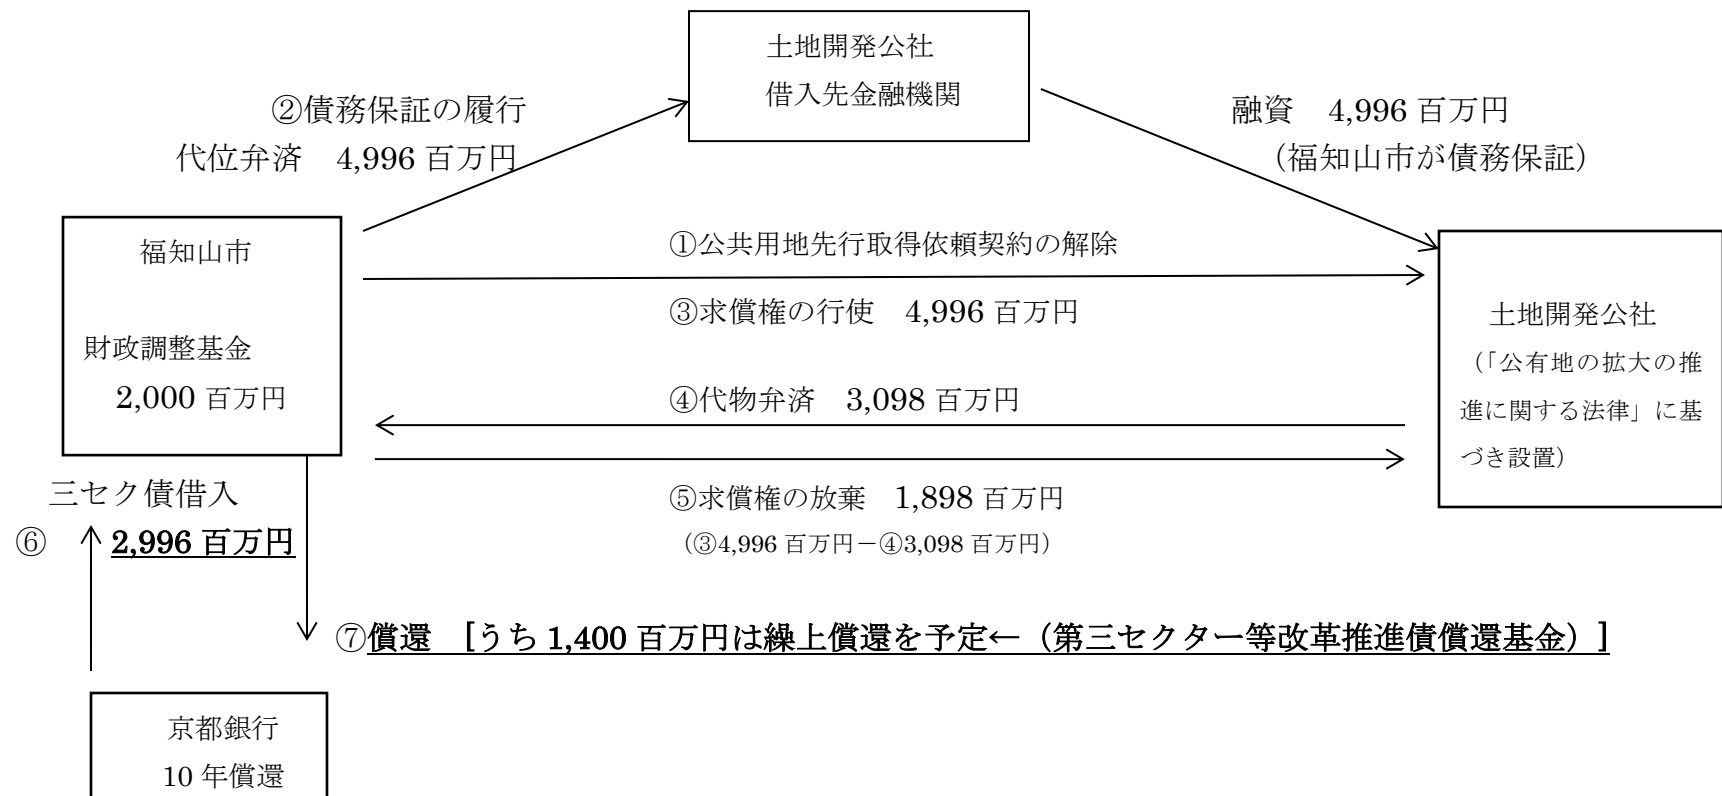 土地開発公社
借入先金融機関
②債務保証の履行
代位弁済　4,996 百万円
融資　4,996 百万円
（福知山市が債務保証）
福知山市
財政調整基金
2,000 百万円
①公共用地先行取得依頼契約の解除
③求償権の行使　4,996 百万円
④代物弁済　3,098 百万円
⑤求償権の放棄　1,898 百万円
（③4,996 百万円－④3,098 百万円）
土地開発公社
（「公有地の拡大の推
進に関する法律」に基
づき設置）
三セク債借入
⑥　2,996 百万円
⑦償還　[うち 1,400 百万円は繰上償還を予定←（第三セクター等改革推進債償還基金）]
京都銀行
10 年償還